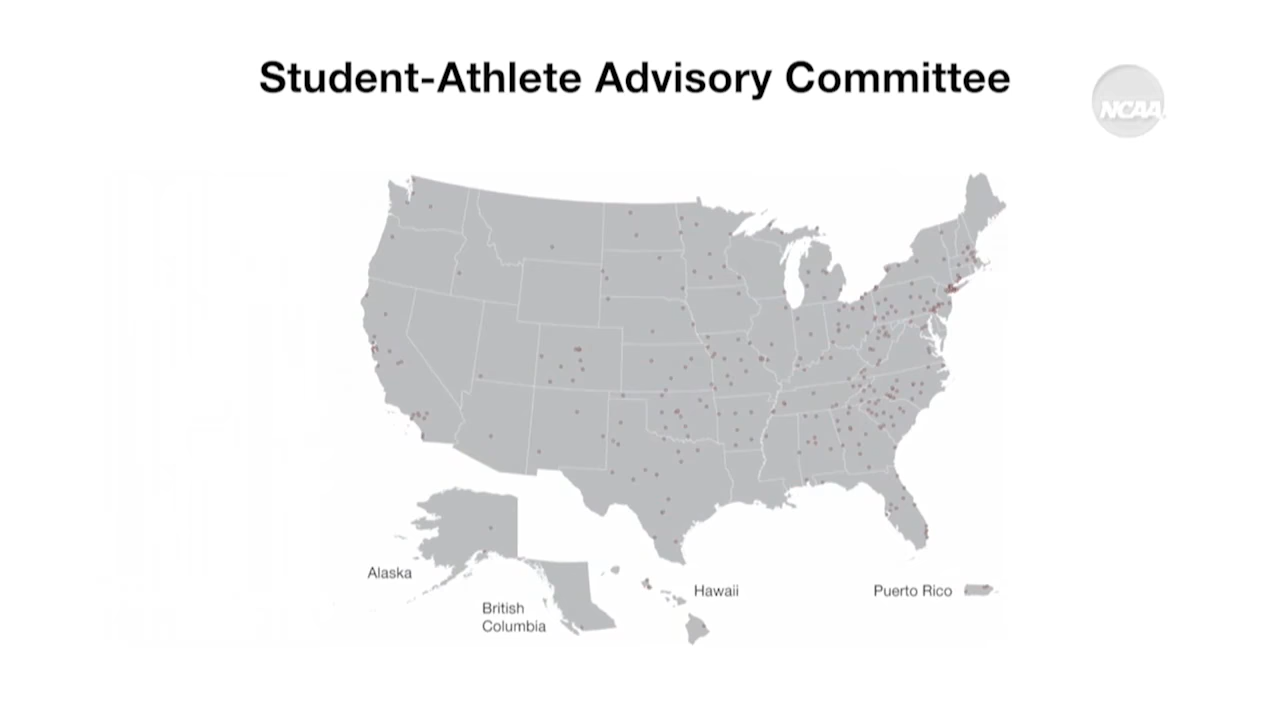 Student-Athlete Advisory Committee
NCAA
Alaska
British
Columbia
Hawaii
Puerto Rico